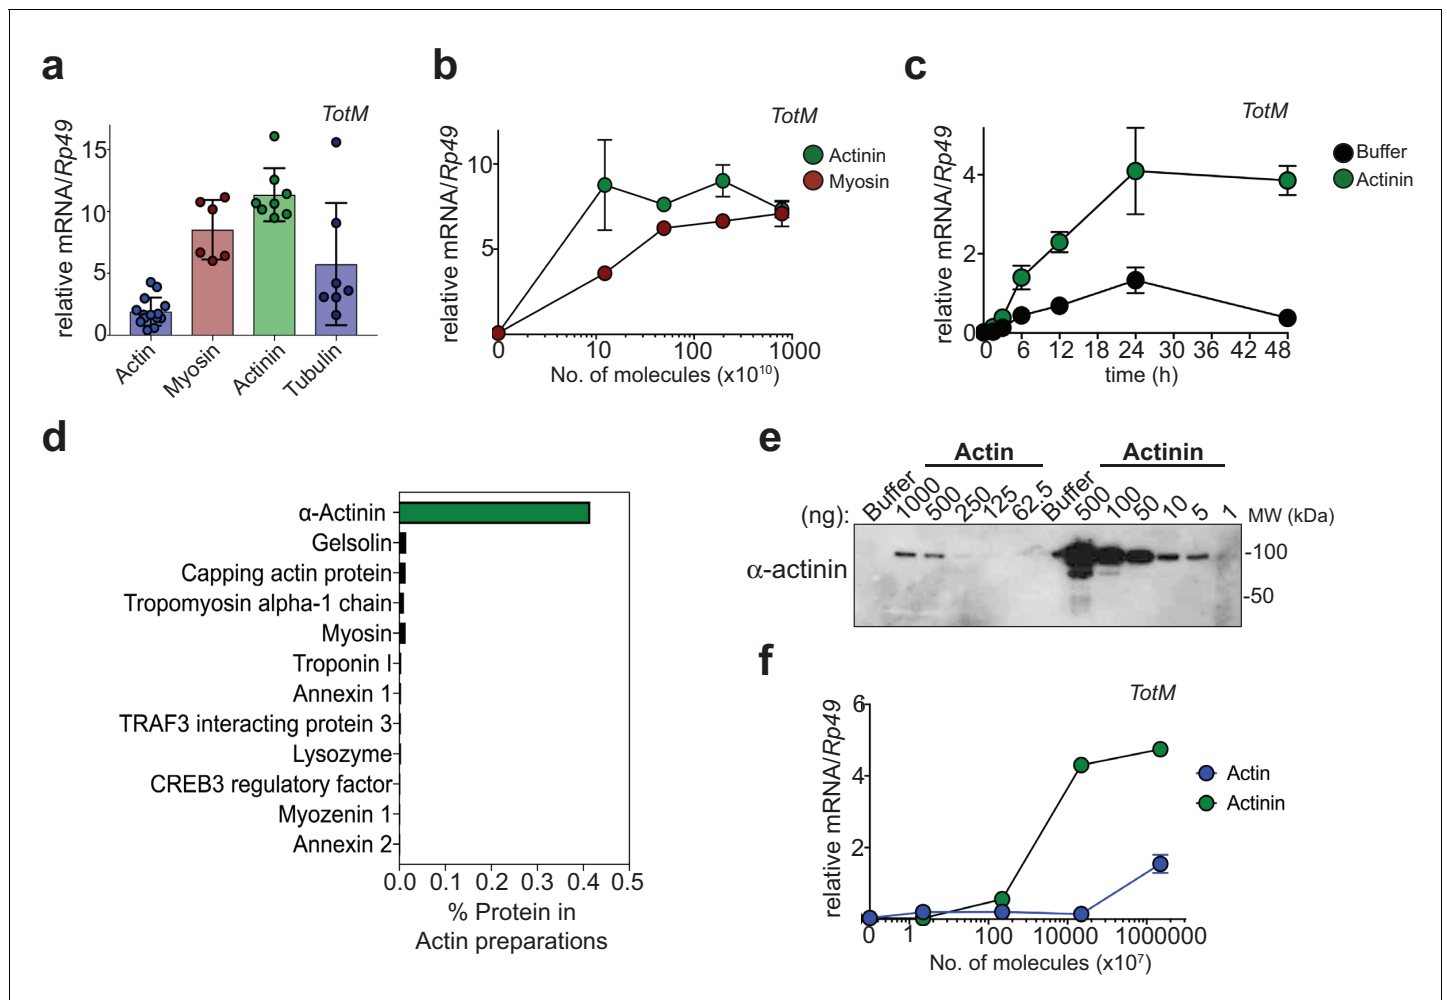 a
TotM
relative mRNA/Rp49
15
10
5
0
Actin
Myosin
Actinin
Tubulin
b
TotM
relative mRNA/Rp49
10
5
Actinin
Myosin
0
10
100
1000
No. of molecules (x10¹⁰)
c
TotM
relative mRNA/Rp49
4
2
0
Buffer
Actinin
0 6 12 18 24 30 36 42 48
time (h)
d
α-Actinin
Gelsolin
Capping actin protein
Tropomyosin alpha-1 chain
Myosin
Troponin I
Annexin 1
TRAF3 interacting protein 3
Lysozyme
CREB3 regulatory factor
Myozenin 1
Annexin 2
0.0 0.1 0.2 0.3 0.4 0.5
% Protein in
Actin preparations
e
Actin
Actinin
(ng): Buffer 1000 500 250 125 62.5 Buffer 500 100 50 10 5 1
MW (kDa)
α-actinin
-100
-50
f
TotM
relative mRNA/Rp49
6
4
2
Actin
Actinin
0 1 100 10000 1000000
No. of molecules (x10⁷)